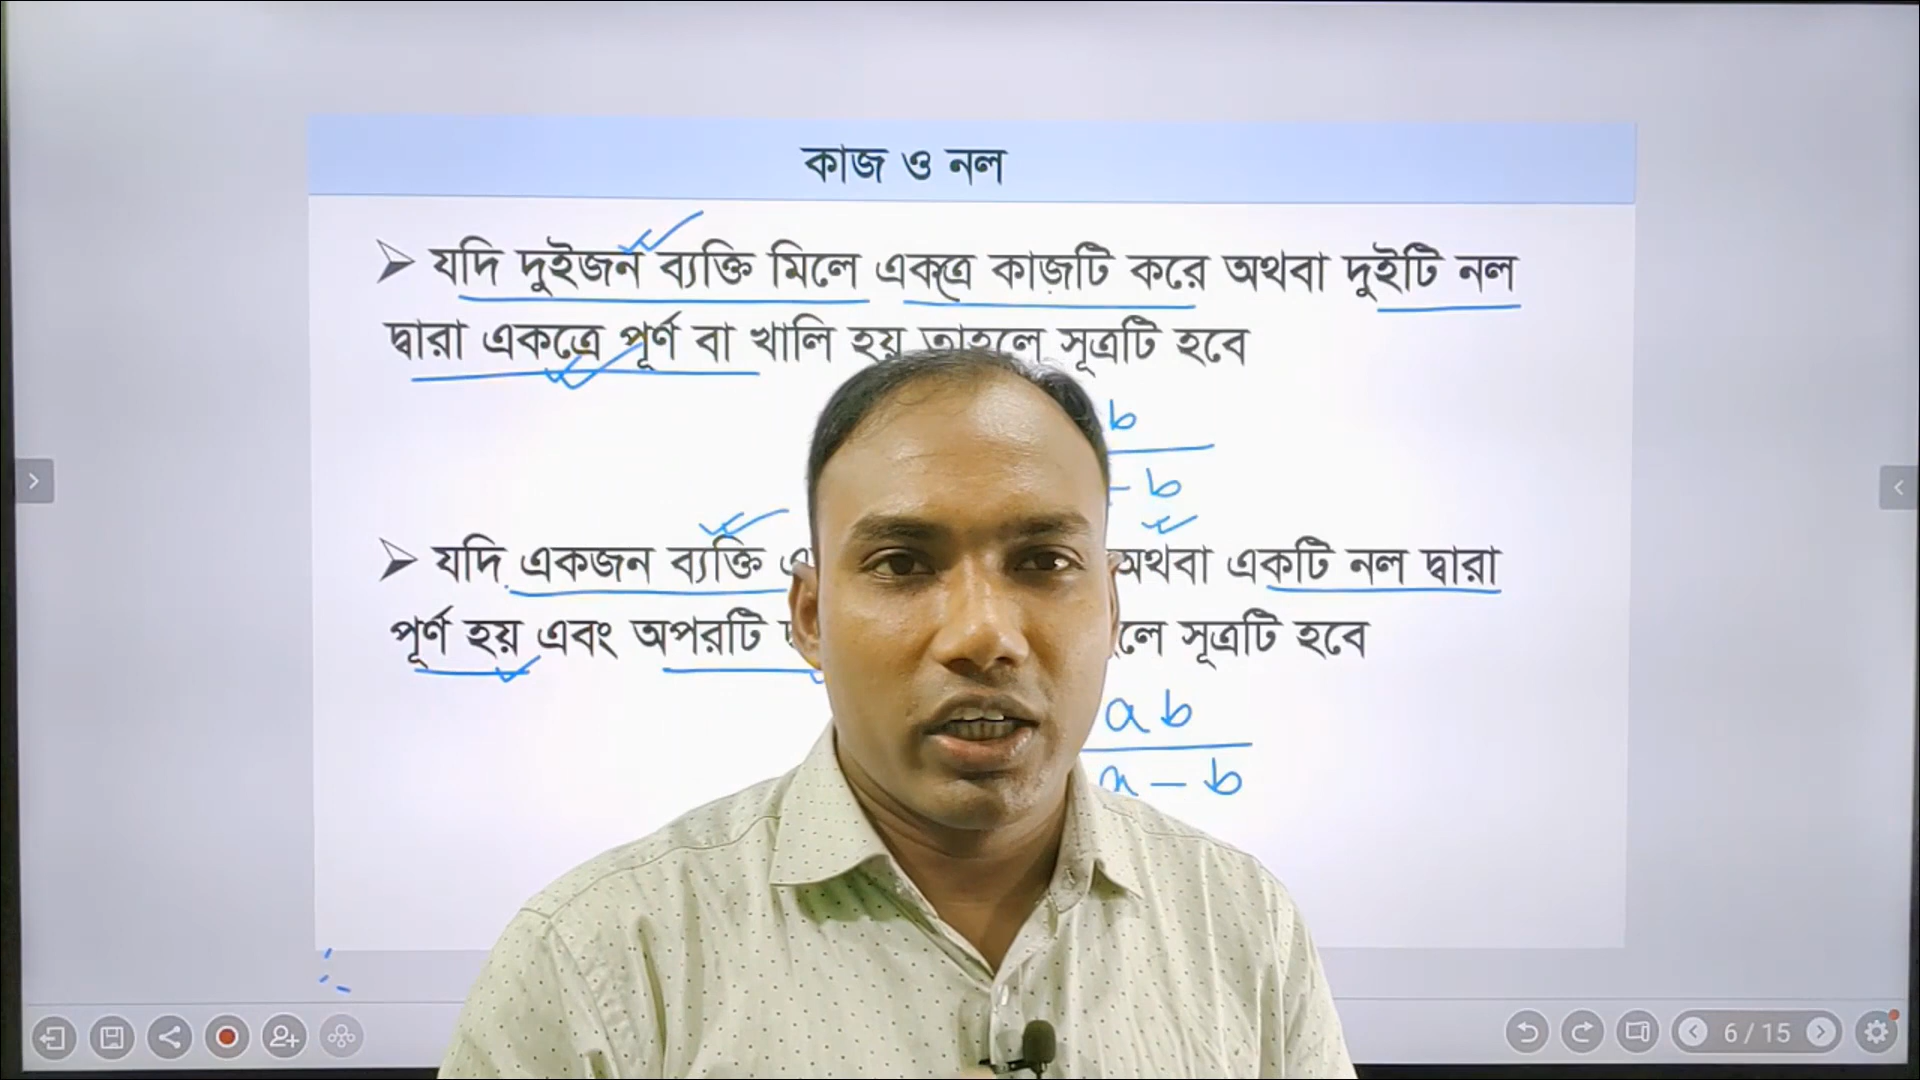 কাজ ও নল
যদি দুইজন ব্যক্তি মিলে একত্রে কাজটি করে অথবা দুইটি নল
দ্বারা একত্রে পূর্ণ বা খালি হয় তাহলে সূত্রটি হবে
b
- b
যদি একজন ব্যক্তি অথবা একটি নল দ্বারা
পূর্ণ হয় এবং অপরটি সূত্রটি হবে
ab
a - b
6/15